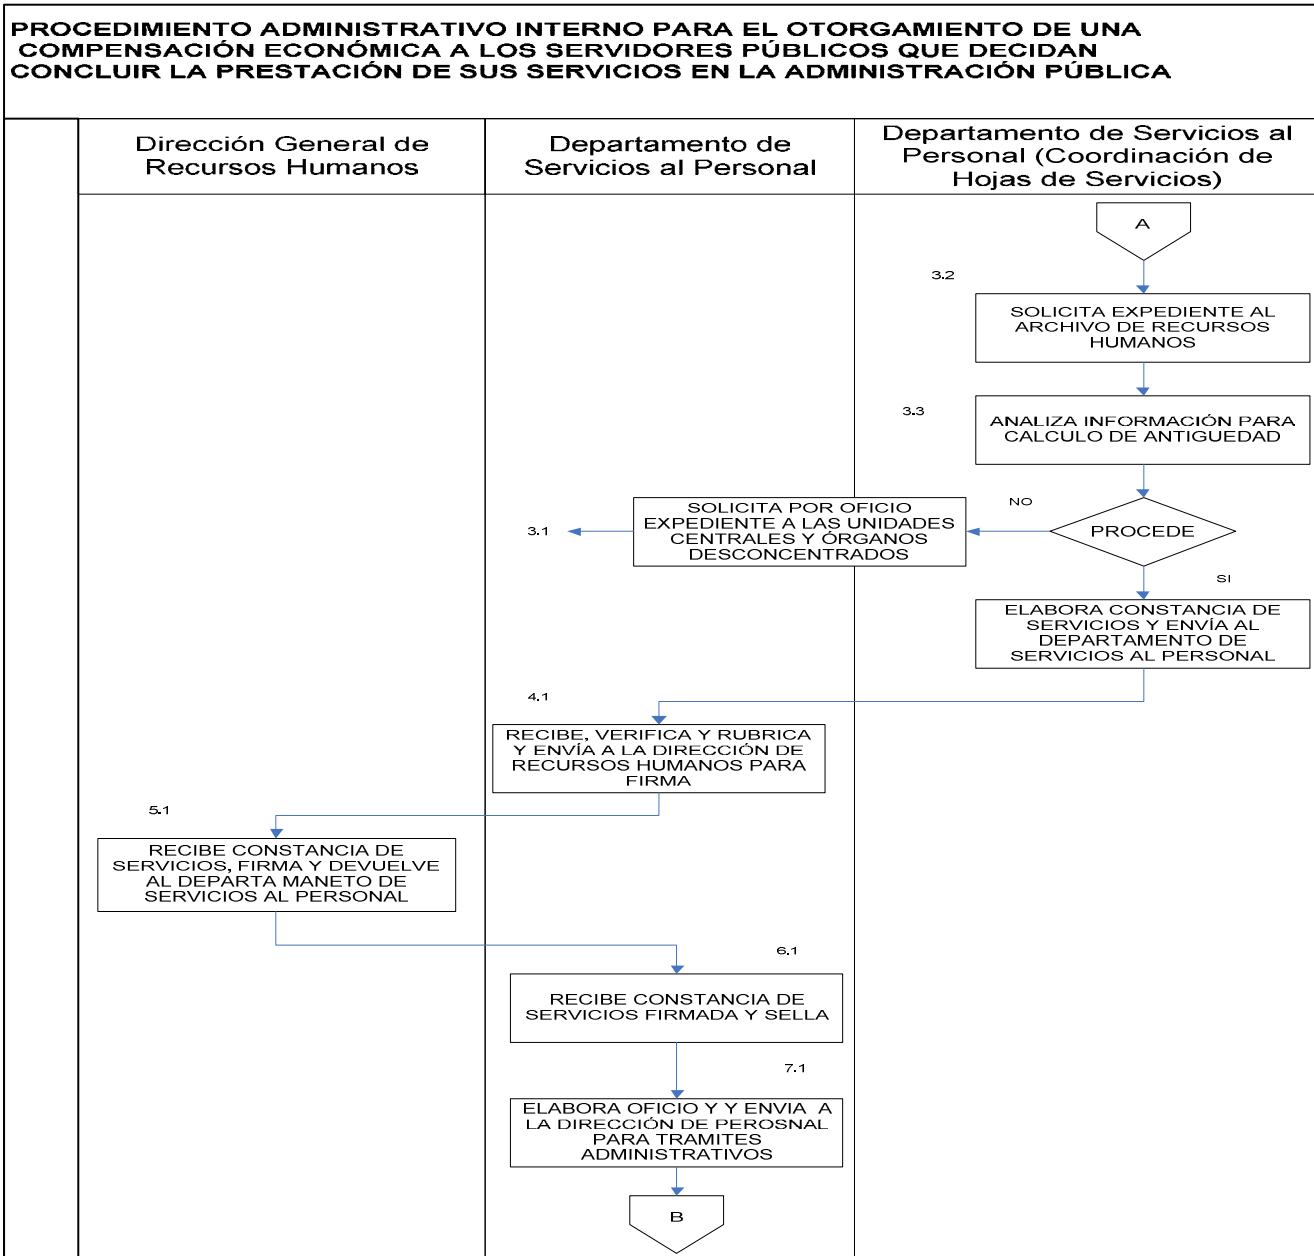 PROCEDIMIENTO ADMINISTRATIVO INTERNO PARA EL OTORGAMIENTO DE UNA
COMPENSACIÓN ECONÓMICA A LOS SERVIDORES PÚBLICOS QUE DECIDAN
CONCLUIR LA PRESTACIÓN DE SUS SERVICIOS EN LA ADMINISTRACIÓN PÚBLICA
Dirección General de
Recursos Humanos
Departamento de
Servicios al Personal
Departamento de Servicios al
Personal (Coordinación de
Hojas de Servicios)
A
3.2
SOLICITA EXPEDIENTE AL
ARCHIVO DE RECURSOS
HUMANOS
3.3
ANALIZA INFORMACIÓN PARA
CALCULO DE ANTIGUEDAD
PROCEDE
NO
SOLICITA POR OFICIO
EXPEDIENTE A LAS UNIDADES
CENTRALES Y ÓRGANOS
DESCONCENTRADOS
3.1
SI
ELABORA CONSTANCIA DE
SERVICIOS Y ENVÍA AL
DEPARTAMENTO DE
SERVICIOS AL PERSONAL
4.1
RECIBE, VERIFICA Y RUBRICA
Y ENVÍA A LA DIRECCIÓN DE
RECURSOS HUMANOS PARA
FIRMA
5.1
RECIBE CONSTANCIA DE
SERVICIOS, FIRMA Y DEVUELVE
AL DEPARTA MANETO DE
SERVICIOS AL PERSONAL
6.1
RECIBE CONSTANCIA DE
SERVICIOS FIRMADA Y SELLA
7.1
ELABORA OFICIO Y Y ENVIA A
LA DIRECCIÓN DE PEROSNAL
PARA TRAMITES
ADMINISTRATIVOS
B